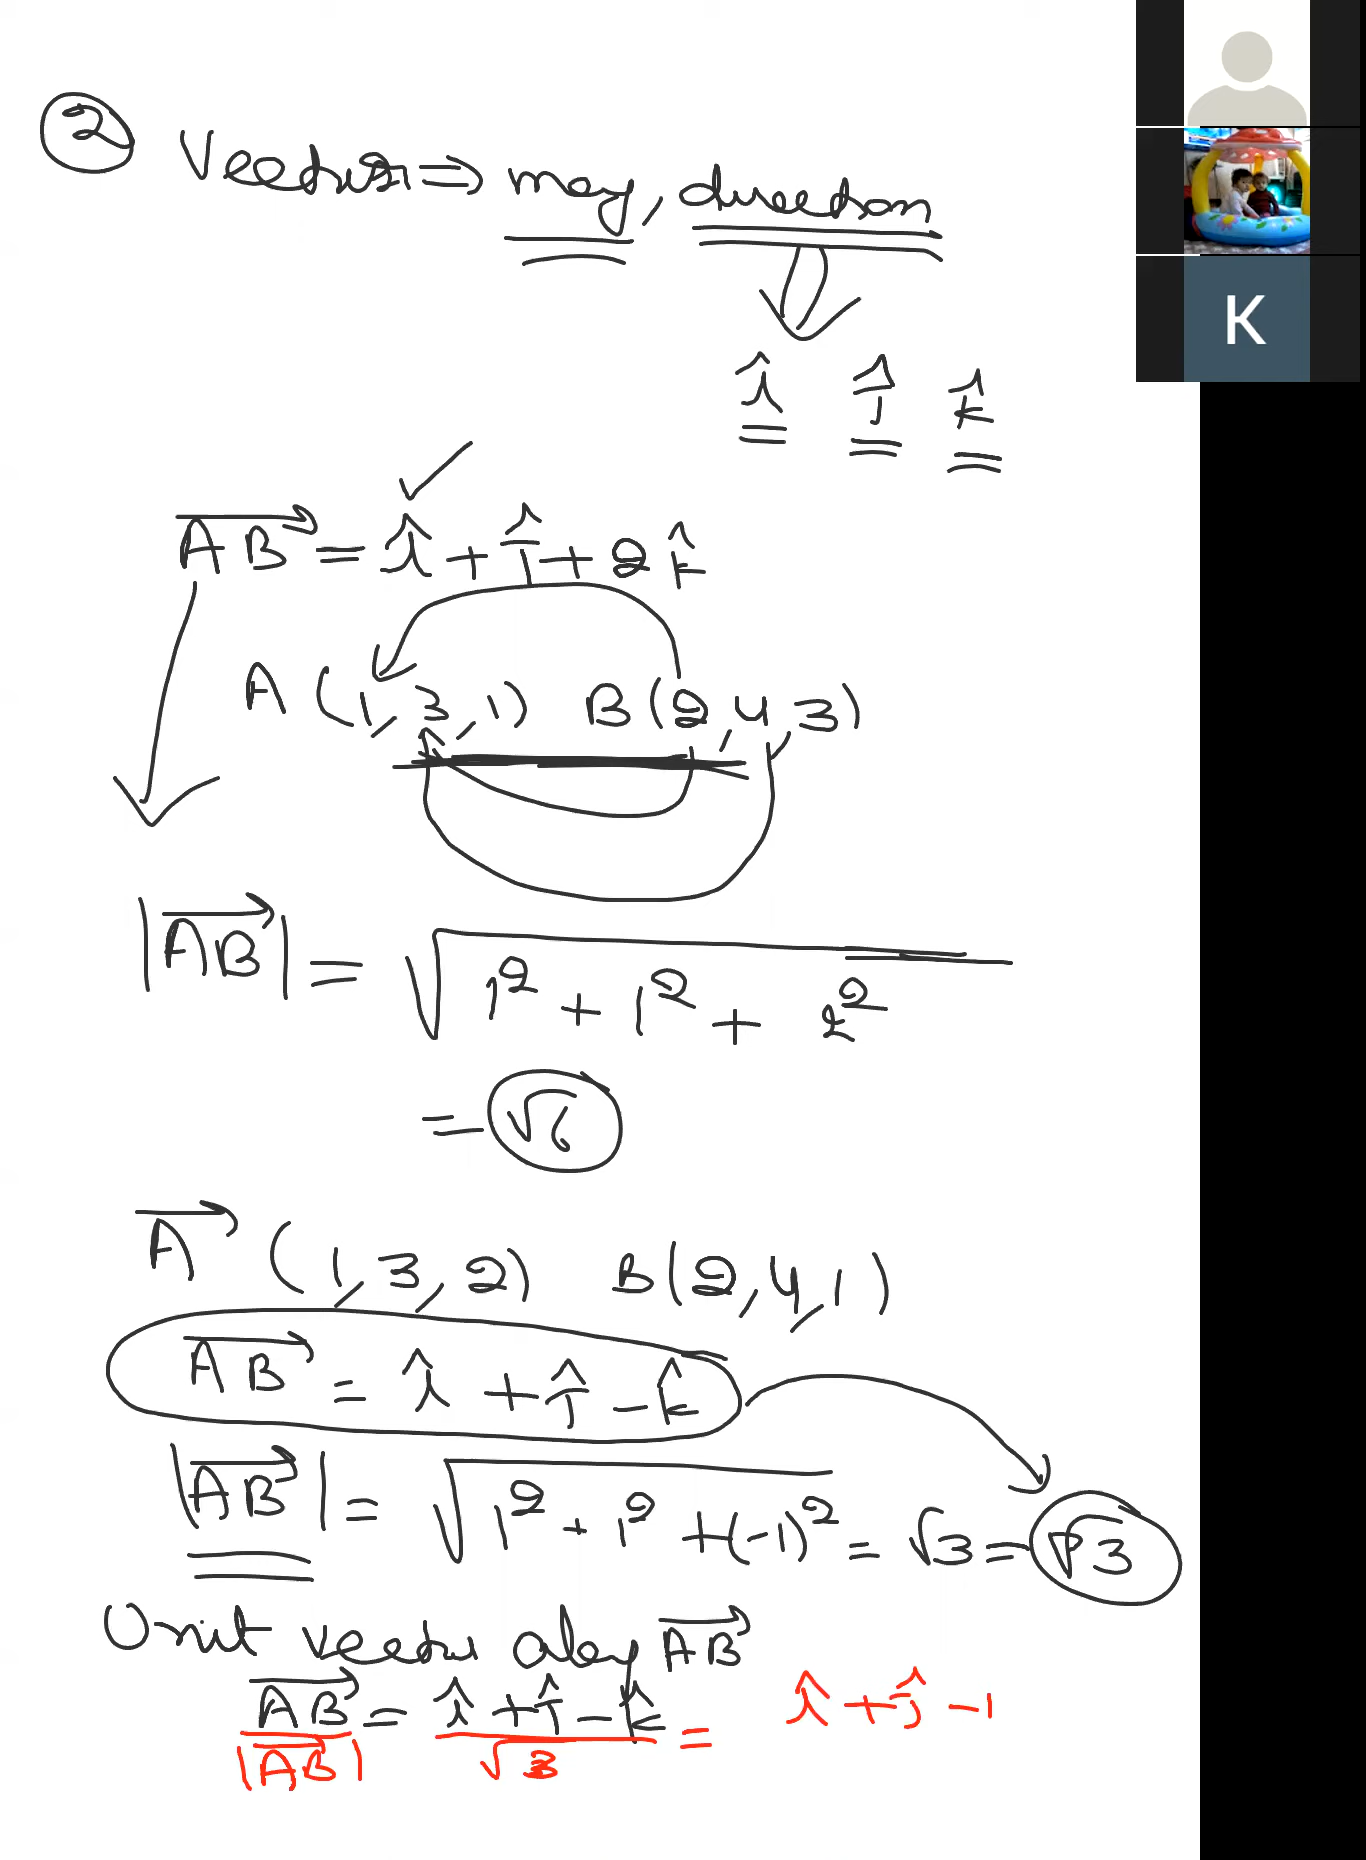 2 Vector ⇒ mag, direction
î ĵ k̂
AB⃗ = î + ĵ + 2k̂
A (1, 3, 1) B (2, 4, 3)
|AB⃗| = √(1² + 1² + 2²)
= √6
A⃗ (1, 3, 2) B (2, 4, 1)
AB⃗ = î + ĵ - k̂
|AB⃗| = √(1² + 1² + (-1)²) = √3 = √3
Unit vector along AB⃗
AB⃗/|AB⃗| = (î + ĵ - k̂)/√3 = î + ĵ - 1
K